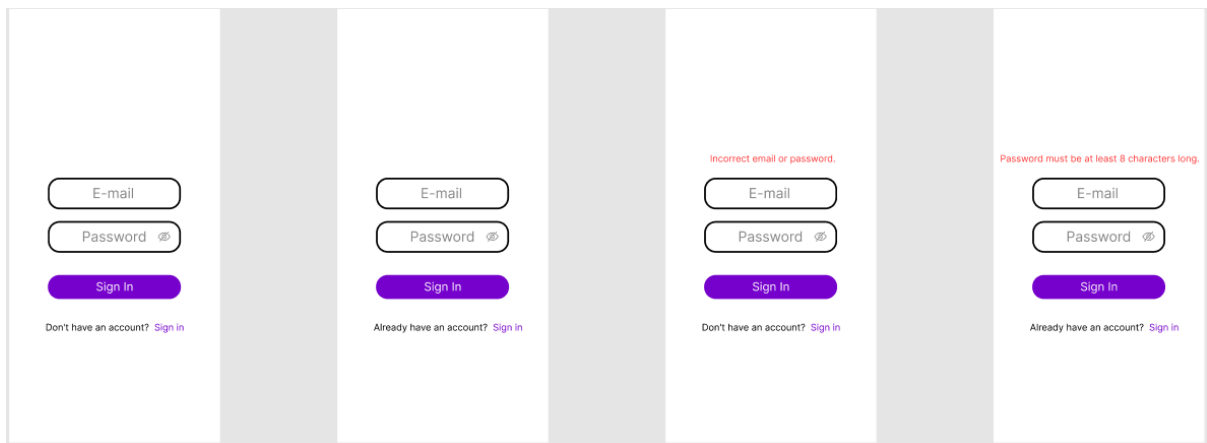 E-mail
Password
Sign In
Don't have an account? Sign in
E-mail
Password
Sign In
Already have an account? Sign in
Incorrect email or password.
E-mail
Password
Sign In
Don't have an account? Sign in
Password must be at least 8 characters long.
E-mail
Password
Sign In
Already have an account? Sign in